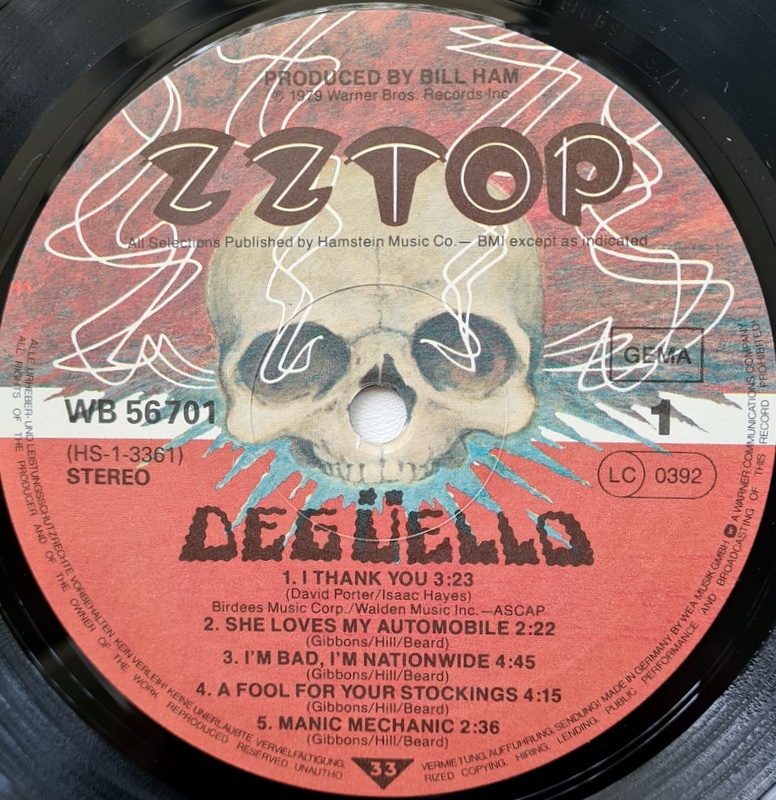 PRODUCED BY BILL HAM
℗ 1979 Warner Bros. Records Inc.
ZZTOP
All Selections Published by Hamstein Music Co.— BMI except as indicated
GEMA
WB 56 701
1
(HS-1-3361)
STEREO
LC 0392
DEGÜELLO
1. I THANK YOU 3:23
(David Porter/Isaac Hayes)
Birdees Music Corp./Walden Music Inc.—ASCAP
2. SHE LOVES MY AUTOMOBILE 2:22
(Gibbons/Hill/Beard)
3. I'M BAD, I'M NATIONWIDE 4:45
(Gibbons/Hill/Beard)
4. A FOOL FOR YOUR STOCKINGS 4:15
(Gibbons/Hill/Beard)
5. MANIC MECHANIC 2:36
(Gibbons/Hill/Beard)
33
ALLE URHEBER- UND LEISTUNGSSCHUTZRECHTE VORBEHALTEN KEIN VERLEIH! KEINE UNERLAUBTE VERVIELFÄLTIGUNG, VERMIETUNG, AUFFÜHRUNG, SENDUNG! MADE IN GERMANY BY WEA MUSIK GMBH A WARNER COMMUNICATIONS COMPANY
ALL RIGHTS OF THE PRODUCER AND OF THE OWNER OF THE WORK REPRODUCED RESERVED. UNAUTHORIZED COPYING, HIRING, LENDING, PUBLIC PERFORMANCE AND BROADCASTING OF THIS RECORD PROHIBITED!